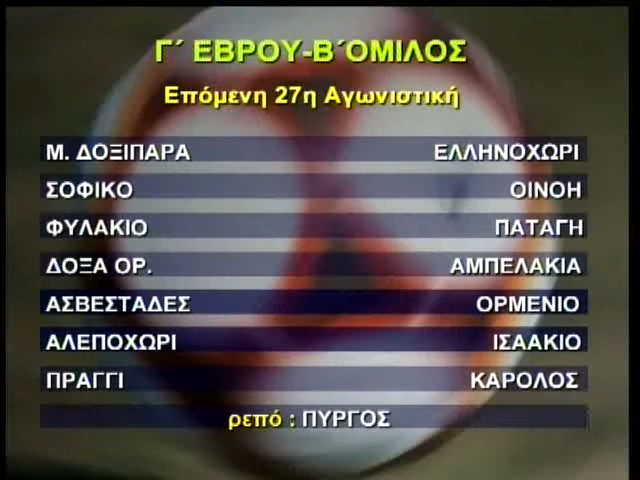 Γ΄ ΕΒΡΟΥ-Β΄ΟΜΙΛΟΣ
Επόμενη 27η Αγωνιστική
Μ. ΔΟΞΙΠΑΡΑ ΕΛΛΗΝΟΧΩΡΙ
ΣΟΦΙΚΟ ΟΙΝΟΗ
ΦΥΛΑΚΙΟ ΠΑΤΑΓΗ
ΔΟΞΑ ΟΡ. ΑΜΠΕΛΑΚΙΑ
ΑΣΒΕΣΤΑΔΕΣ ΟΡΜΕΝΙΟ
ΑΛΕΠΟΧΩΡΙ ΙΣΑΑΚΙΟ
ΠΡΑΓΓΙ ΚΑΡΟΛΟΣ
ρεπό : ΠΥΡΓΟΣ